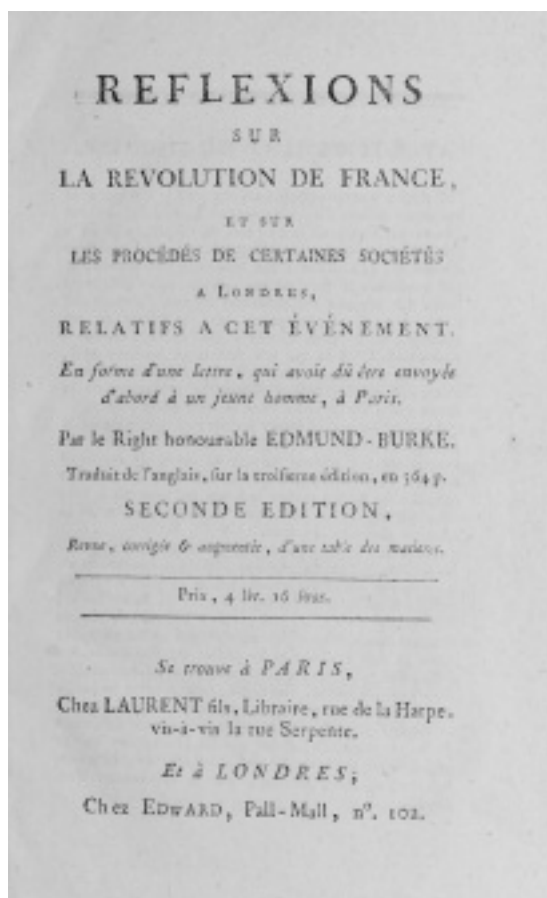 REFLEXIONS
SUR
LA REVOLUTION DE FRANCE,
ET SUR
LES PROCÉDÉS DE CERTAINES SOCIÉTÉS
A LONDRES,
RELATIFS A CET ÉVÉNEMENT.
En forme d'une lettre, qui avoit dû être envoyée
d'abord à un jeune homme, à Paris.
Par le Right honourable EDMUND-BURKE.
Traduit de l'anglais, sur la troisieme édition, en 364 p.
SECONDE EDITION,
Revue, corrigée & augmentée, d'une table des matieres.
Prix, 4 liv. 16 sous.
Se trouve à PARIS,
Chez LAURENT fils, Libraire, rue de la Harpe,
vis-à-vis la rue Serpente.
Et à LONDRES;
Chez EDWARD, Pall-Mall, nº. 102.